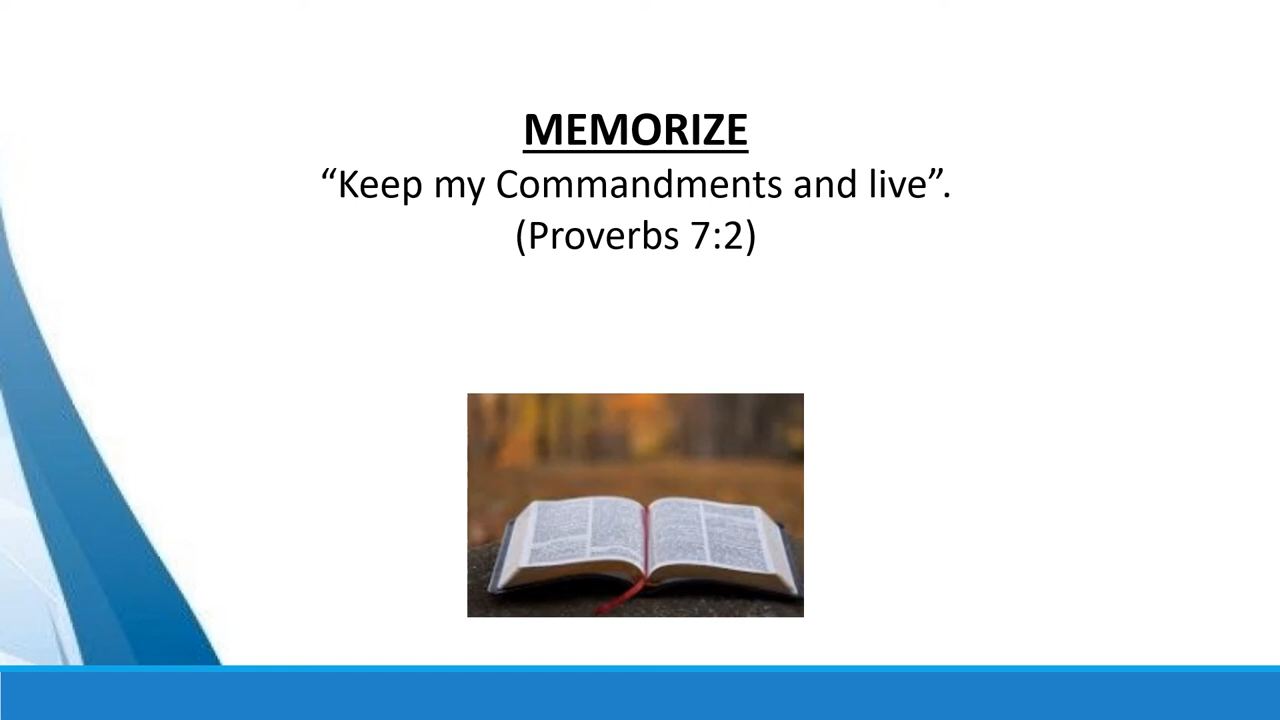 MEMORIZE
“Keep my Commandments and live”.
(Proverbs 7:2)